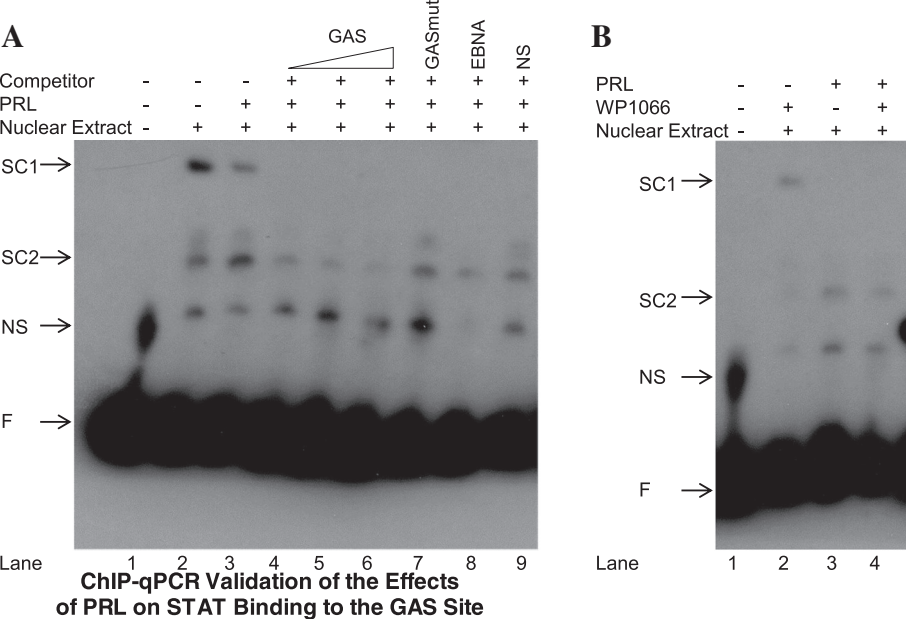 A
GAS
GASmut
EBNA
NS
Competitor - - - + + + + + +
PRL - - + + + + + + +
Nuclear Extract - + + + + + + + +
SC1
SC2
NS
F
Lane 1 2 3 4 5 6 7 8 9
ChIP-qPCR Validation of the Effects
of PRL on STAT Binding to the GAS Site
B
PRL - - + +
WP1066 - + - +
Nuclear Extract - + + +
SC1
SC2
NS
F
Lane 1 2 3 4